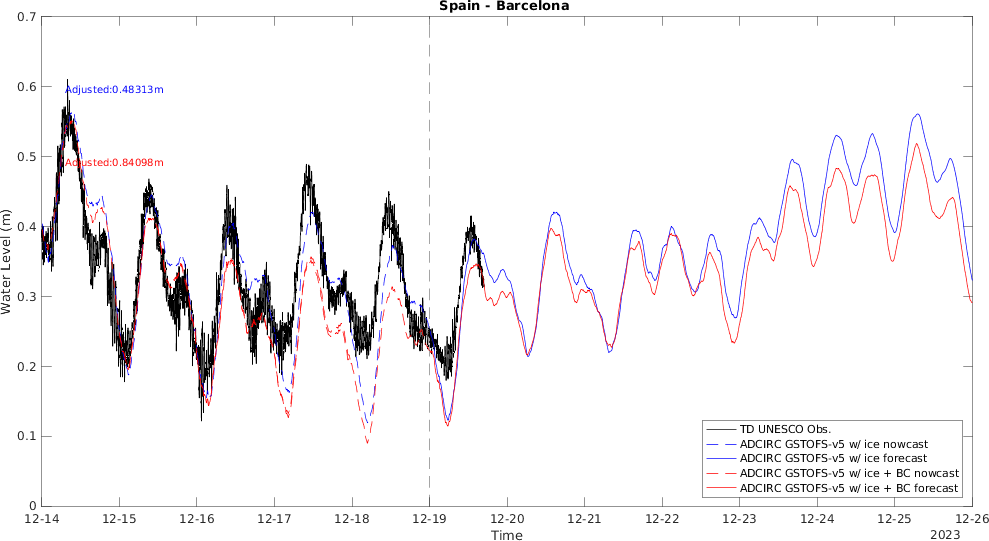 Spain - Barcelona
0.7
0.6
0.5
0.4
0.3
0.2
0.1
0
Water Level (m)
Adjusted:0.48313m
Adjusted:0.84098m
TD UNESCO Obs.
ADCIRC GSTOFS-v5 w/ ice nowcast
ADCIRC GSTOFS-v5 w/ ice forecast
ADCIRC GSTOFS-v5 w/ ice + BC nowcast
ADCIRC GSTOFS-v5 w/ ice + BC forecast
12-14 12-15 12-16 12-17 12-18 12-19 12-20 12-21 12-22 12-23 12-24 12-25 12-26
Time
2023